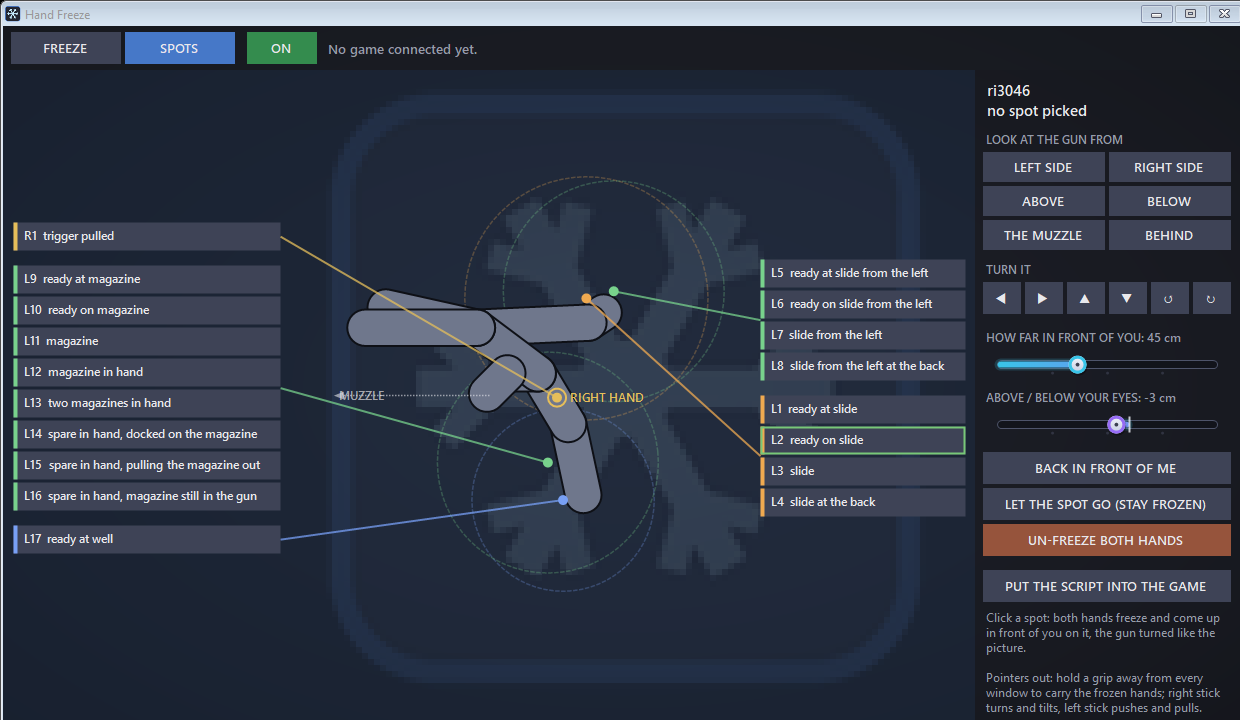 Hand Freeze
FREEZE
SPOTS
ON
No game connected yet.
R1 trigger pulled
L9 ready at magazine
L10 ready on magazine
L11 magazine
L12 magazine in hand
L13 two magazines in hand
L14 spare in hand, docked on the magazine
L15 spare in hand, pulling the magazine out
L16 spare in hand, magazine still in the gun
L17 ready at well
MUZZLE
RIGHT HAND
L5 ready at slide from the left
L6 ready on slide from the left
L7 slide from the left
L8 slide from the left at the back
L1 ready at slide
L2 ready on slide
L3 slide
L4 slide at the back
ri3046
no spot picked
LOOK AT THE GUN FROM
LEFT SIDE
RIGHT SIDE
ABOVE
BELOW
THE MUZZLE
BEHIND
TURN IT
HOW FAR IN FRONT OF YOU: 45 cm
ABOVE / BELOW YOUR EYES: -3 cm
BACK IN FRONT OF ME
LET THE SPOT GO (STAY FROZEN)
UN-FREEZE BOTH HANDS
PUT THE SCRIPT INTO THE GAME
Click a spot: both hands freeze and come up
in front of you on it, the gun turned like the
picture.
Pointers out: hold a grip away from every
window to carry the frozen hands; right stick
turns and tilts, left stick pushes and pulls.